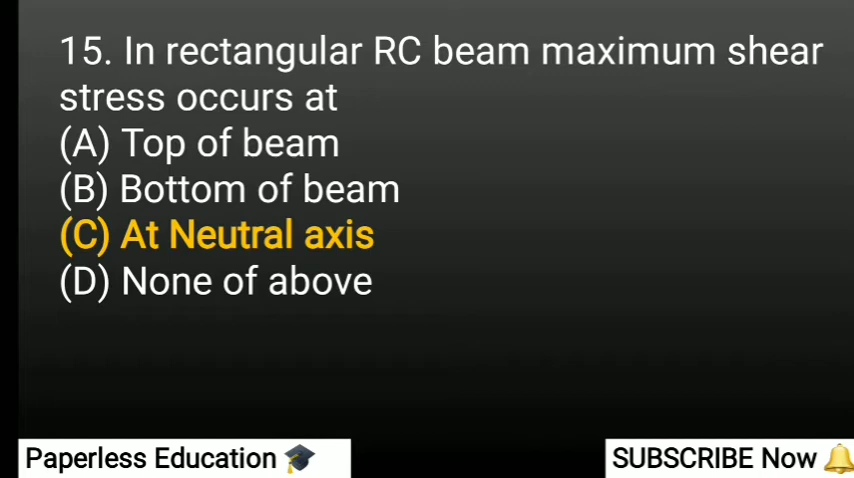 15. In rectangular RC beam maximum shear
stress occurs at
(A) Top of beam
(B) Bottom of beam
(C) At Neutral axis
(D) None of above
Paperless Education 🎓
SUBSCRIBE Now 🔔